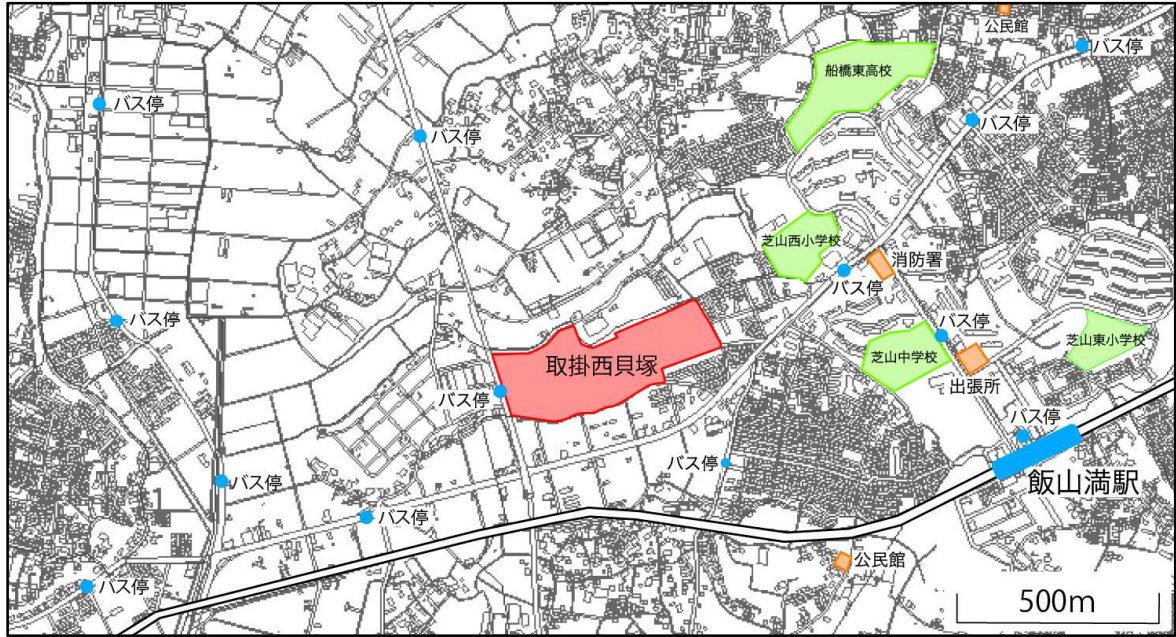 公民館
バス停
船橋東高校
バス停
バス停
バス停
芝山西小学校
消防署
バス停
バス停
バス停
芝山東小学校
取掛西貝塚
芝山中学校
出張所
バス停
バス停
バス停
バス停
飯山満駅
バス停
公民館
バス停
500m